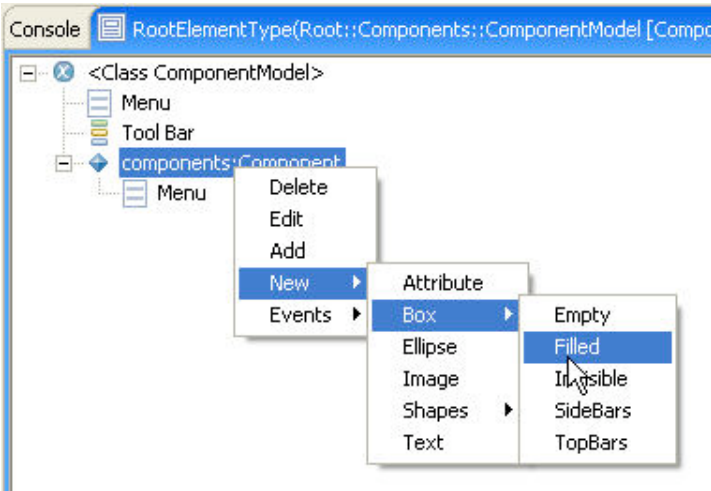 Console RootElementType(Root::Components::ComponentModel [Compo
<Class ComponentModel>
Menu
Tool Bar
components:Component
Menu
Delete
Edit
Add
New
Events
Attribute
Box
Ellipse
Image
Shapes
Text
Empty
Filled
Invisible
SideBars
TopBars